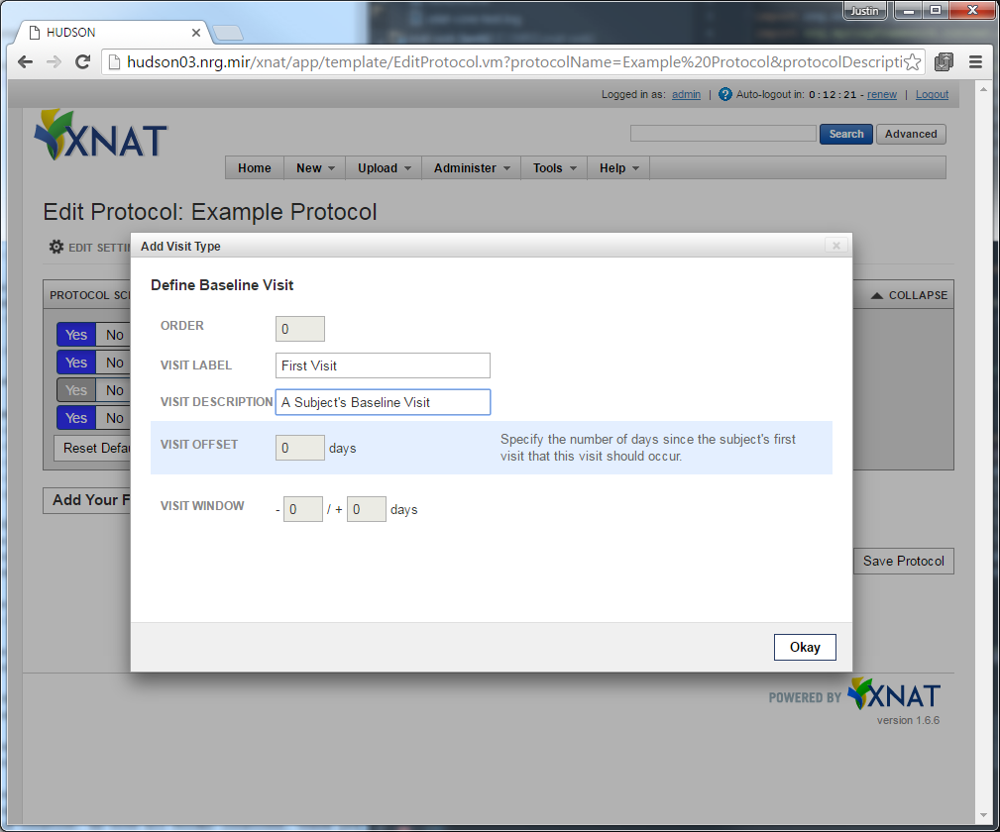 Justin
HUDSON
hudson03.nrg.mir/xnat/app/template/EditProtocol.vm?protocolName=Example%20Protocol&protocolDescripti
Logged in as: admin | Auto-logout in: 0:12:21 - renew | Logout
XNAT
Search Advanced
Home New Upload Administer Tools Help
Edit Protocol: Example Protocol
EDIT SETTI
Add Visit Type
Define Baseline Visit
PROTOCOL SC
COLLAPSE
ORDER 0
Yes No
VISIT LABEL First Visit
Yes No
Yes No
VISIT DESCRIPTION A Subject's Baseline Visit
Yes No
VISIT OFFSET 0 days
Specify the number of days since the subject's first
visit that this visit should occur.
Reset Defau
Add Your F
VISIT WINDOW - 0 / + 0 days
Save Protocol
Okay
POWERED BY XNAT
version 1.6.6